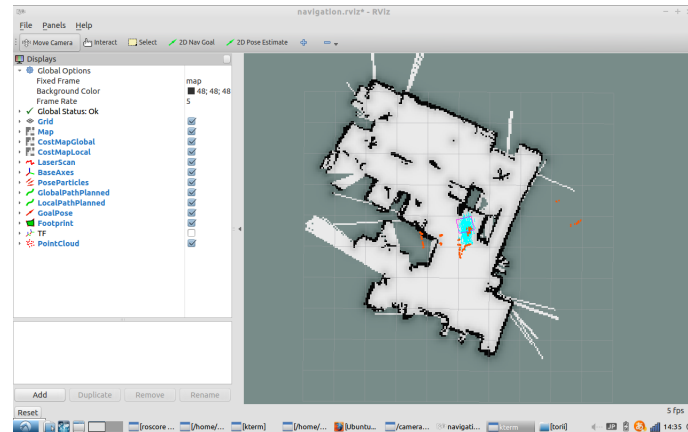 navigation.rviz* - RViz
File Panels Help
Move Camera Interact Select 2D Nav Goal 2D Pose Estimate
Displays
Global Options
Fixed Frame map
Background Color 48; 48; 48
Frame Rate 5
Global Status: Ok
Grid
Map
CostMapGlobal
CostMapLocal
LaserScan
BaseAxes
PoseParticles
GlobalPathPlanned
LocalPathPlanned
GoalPose
Footprint
TF
PointCloud
Add Duplicate Remove Rename
Reset 5 fps
[roscore ... [/home/... [kterm] [/home/... [Ubuntu... /camera... navigati... kterm [torii] JP 14:35